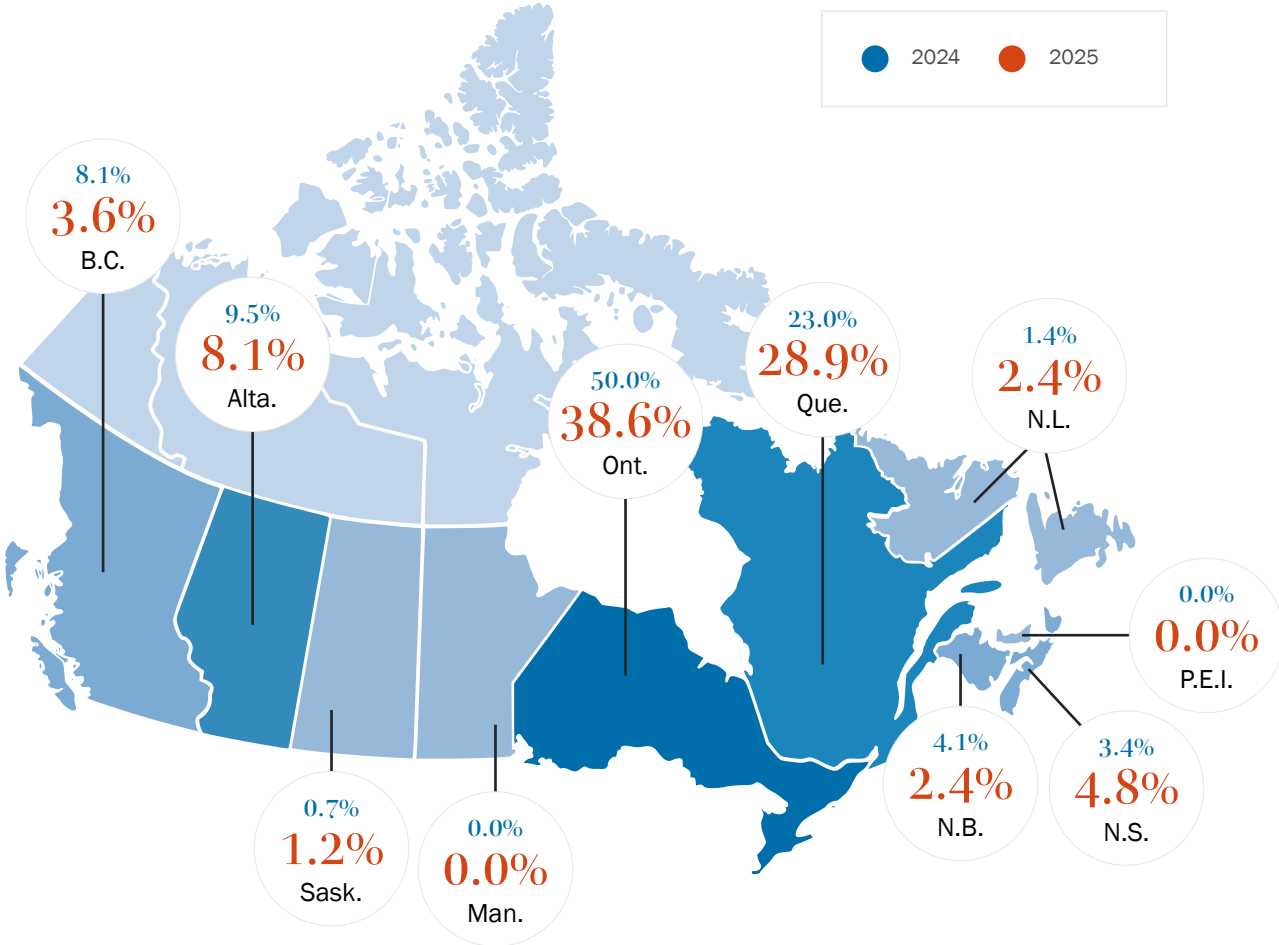 2024
2025
8.1%
3.6%
B.C.
9.5%
8.1%
Alta.
50.0%
38.6%
Ont.
23.0%
28.9%
Que.
1.4%
2.4%
N.L.
0.0%
0.0%
P.E.I.
0.7%
1.2%
Sask.
0.0%
0.0%
Man.
4.1%
2.4%
N.B.
3.4%
4.8%
N.S.